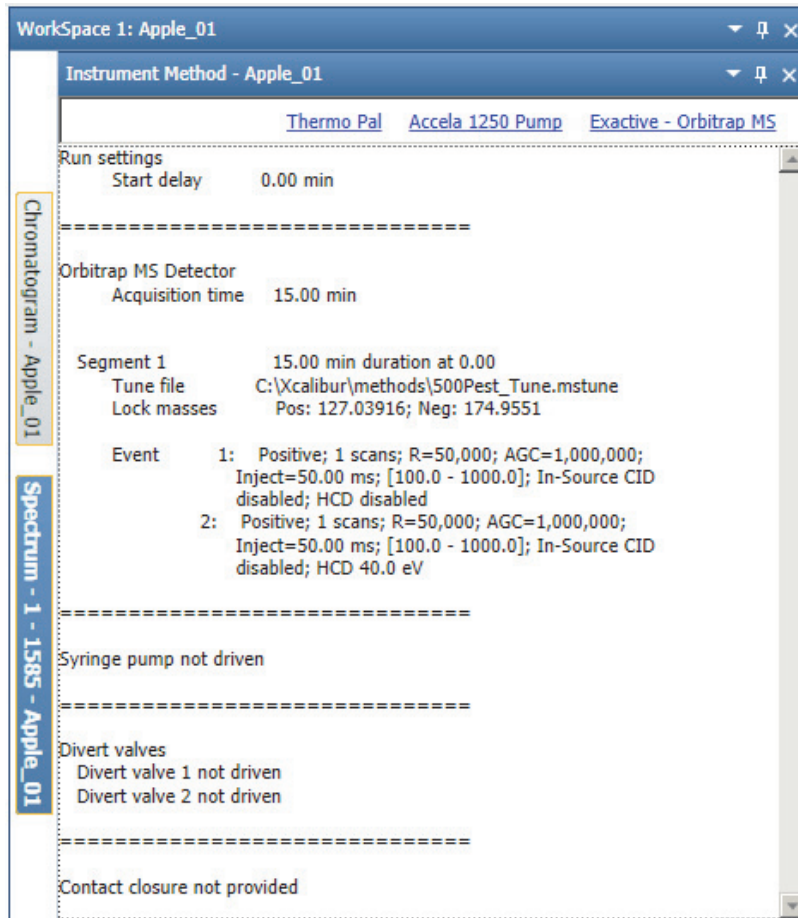 WorkSpace 1: Apple_01
Instrument Method - Apple_01
Thermo Pal Accela 1250 Pump Exactive - Orbitrap MS
Chromatogram - Apple_01
Spectrum - 1 - 1585 - Apple_01
Run settings
Start delay 0.00 min
==============================
Orbitrap MS Detector
Acquisition time 15.00 min
Segment 1 15.00 min duration at 0.00
Tune file C:\Xcalibur\methods\500Pest_Tune.mstune
Lock masses Pos: 127.03916; Neg: 174.9551
Event 1: Positive; 1 scans; R=50,000; AGC=1,000,000;
Inject=50.00 ms; [100.0 - 1000.0]; In-Source CID
disabled; HCD disabled
2: Positive; 1 scans; R=50,000; AGC=1,000,000;
Inject=50.00 ms; [100.0 - 1000.0]; In-Source CID
disabled; HCD 40.0 eV
==============================
Syringe pump not driven
==============================
Divert valves
Divert valve 1 not driven
Divert valve 2 not driven
==============================
Contact closure not provided